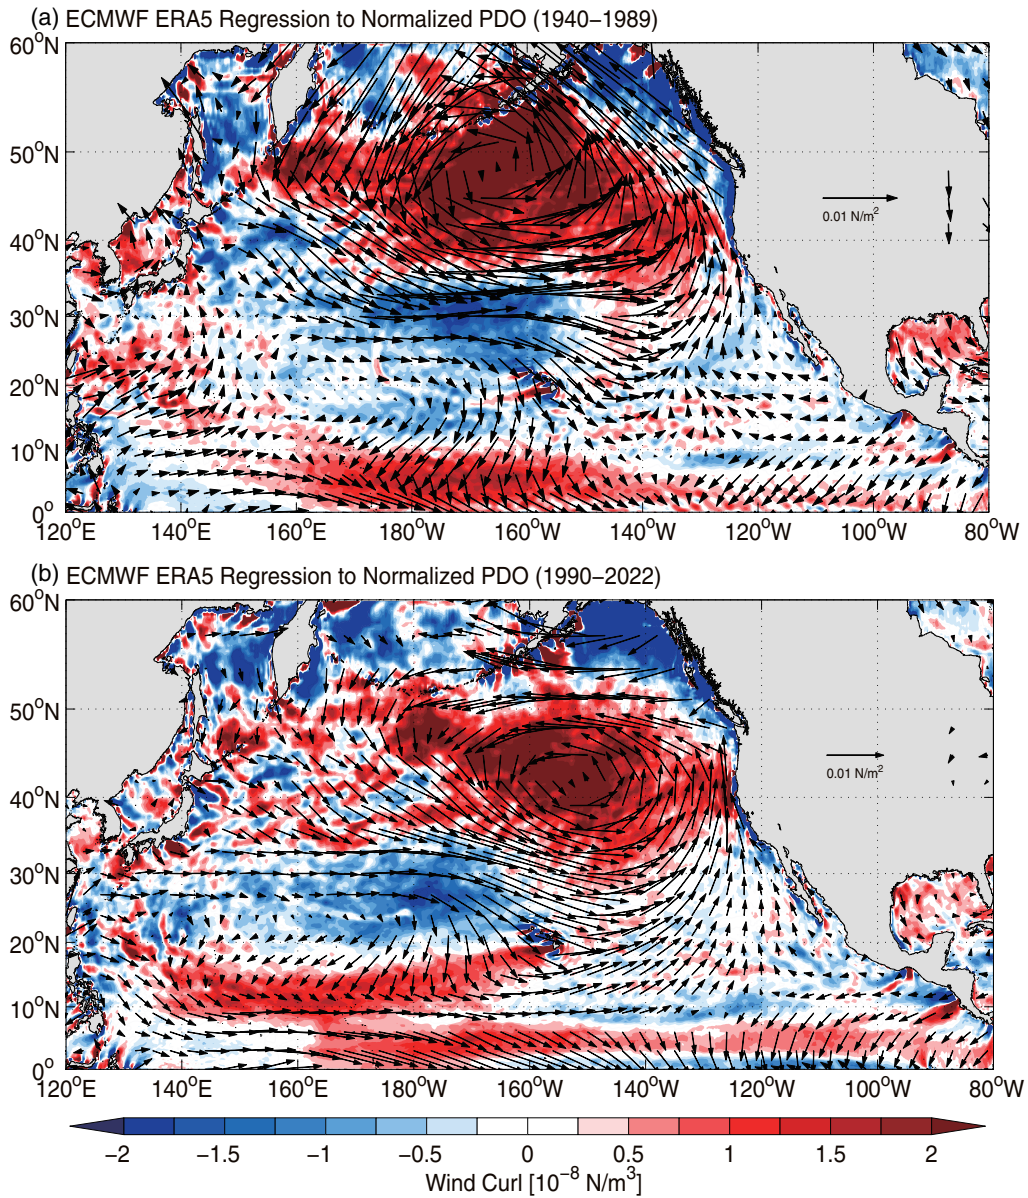 (a) ECMWF ERA5 Regression to Normalized PDO (1940−1989)
60°N
50°N
40°N
30°N
20°N
10°N
0°
0.01 N/m²
120°E 140°E 160°E 180°W 160°W 140°W 120°W 100°W 80°W
(b) ECMWF ERA5 Regression to Normalized PDO (1990−2022)
60°N
50°N
40°N
30°N
20°N
10°N
0°
0.01 N/m²
120°E 140°E 160°E 180°W 160°W 140°W 120°W 100°W 80°W
−2 −1.5 −1 −0.5 0 0.5 1 1.5 2
Wind Curl [10⁻⁸ N/m³]